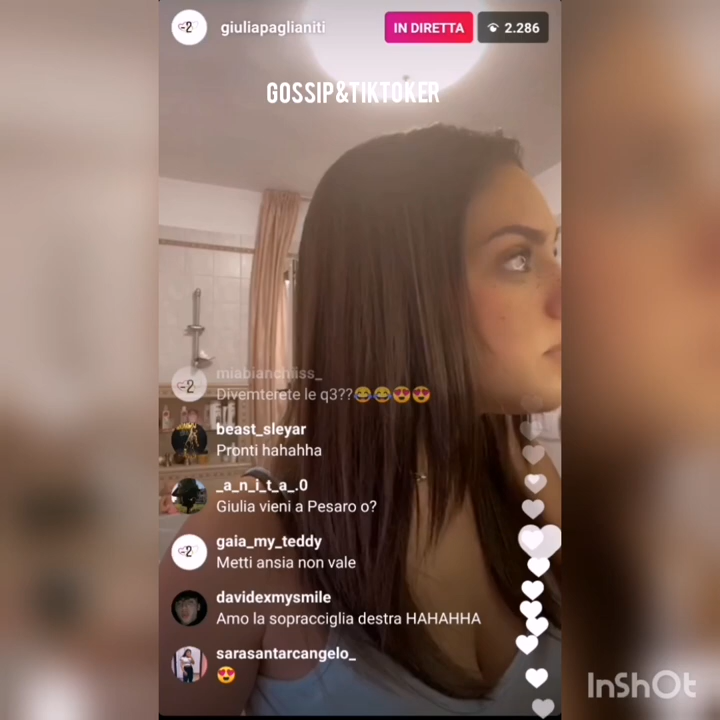 giuliapaglianiti
IN DIRETTA
2.286
GOSSIP&TIKTOKER
miabianchiiss_
Divemterete le q3??😂😂😍😍
beast_sleyar
Pronti hahahha
_a_n_i_t_a_.0
Giulia vieni a Pesaro o?
gaia_my_teddy
Metti ansia non vale
davidexmysmile
Amo la sopracciglia destra HAHAHHA
sarasantarcangelo_
😍
InShOt